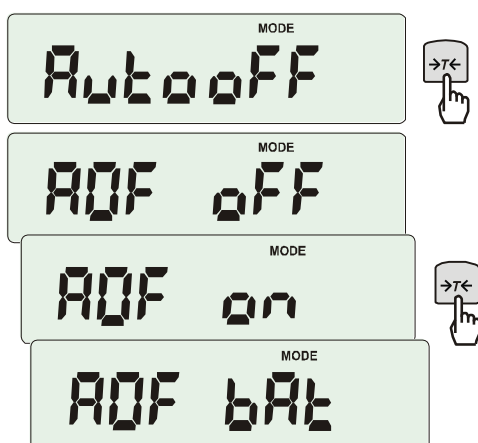 MODE
AutooFF
→T←
MODE
AOF oFF
MODE
AOF on
→T←
MODE
AOF bAt